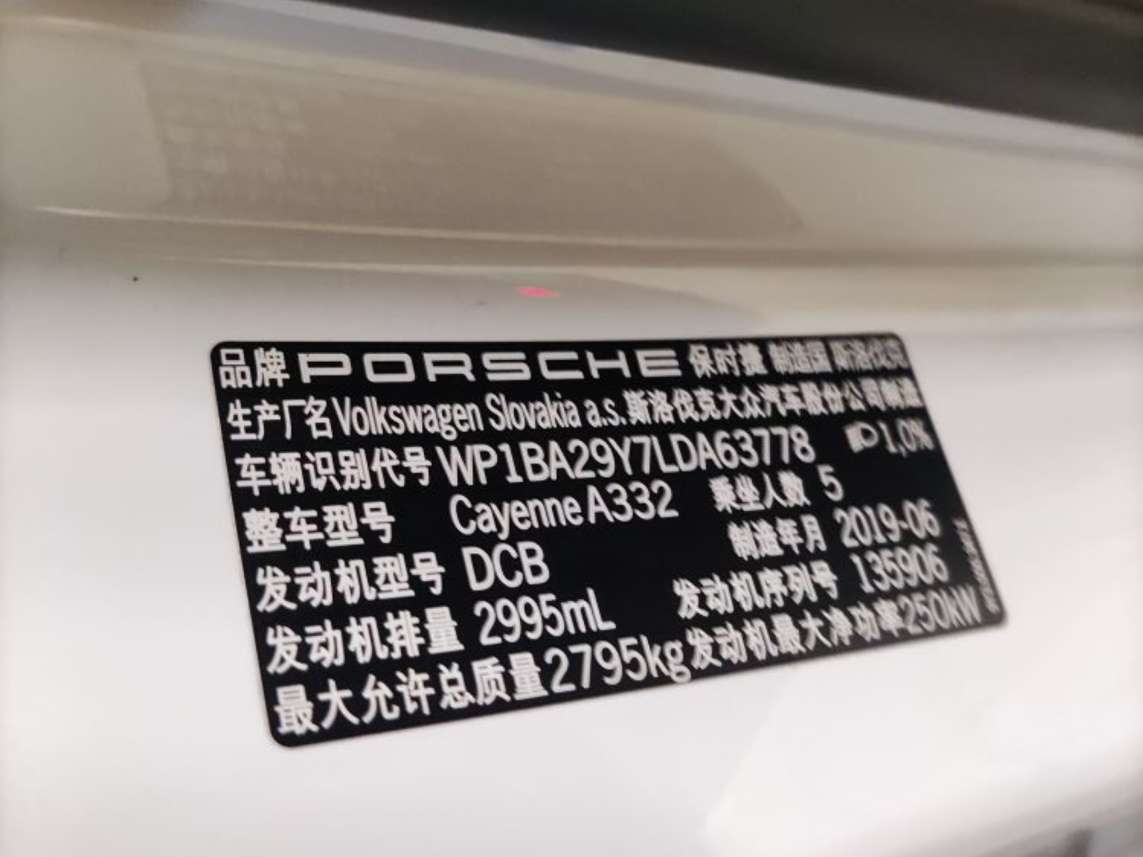 品牌 PORSCHE 保时捷 制造国 斯洛伐克
生产厂名 Volkswagen Slovakia a.s. 斯洛伐克大众汽车股份公司制造
车辆识别代号 WP1BA29Y7LDA63778 1,0%
整车型号 Cayenne A332 乘坐人数 5
发动机型号 DCB 制造年月 2019-06
发动机排量 2995mL 发动机序列号 135906
最大允许总质量 2795kg 发动机最大净功率 250kW